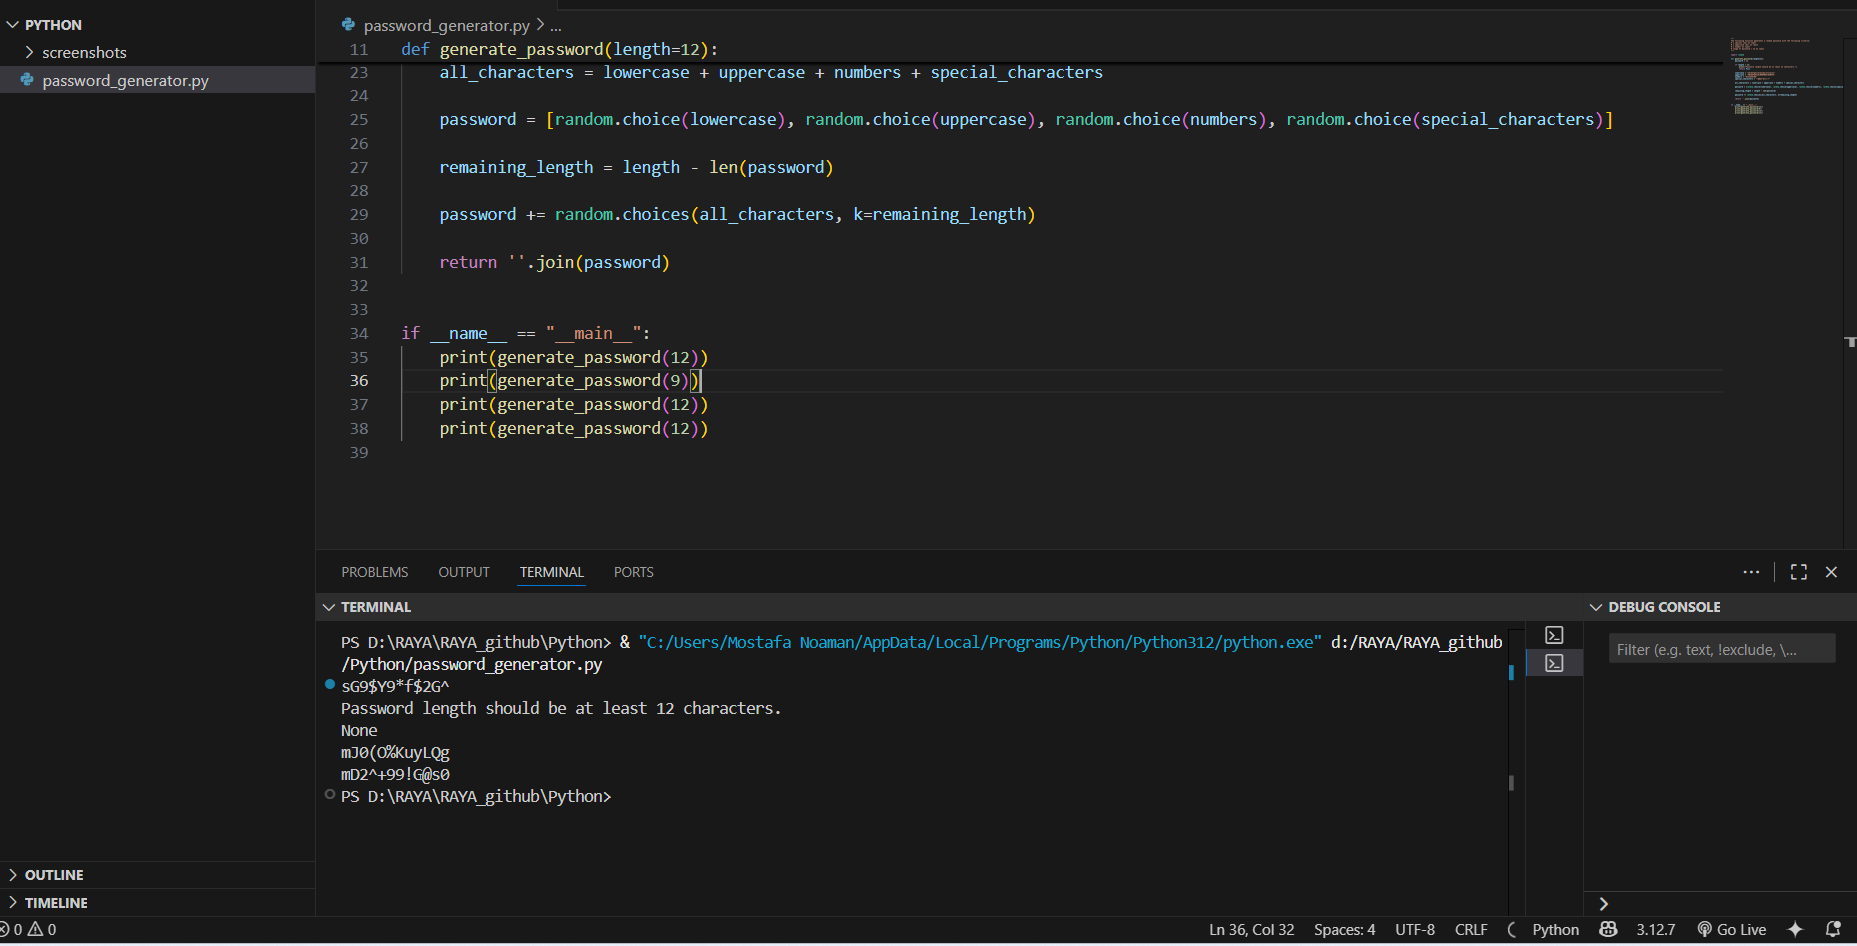 PYTHON
screenshots
password_generator.py
password_generator.py > ...
11 def generate_password(length=12):
23 all_characters = lowercase + uppercase + numbers + special_characters
24
25 password = [random.choice(lowercase), random.choice(uppercase), random.choice(numbers), random.choice(special_characters)]
26
27 remaining_length = length - len(password)
28
29 password += random.choices(all_characters, k=remaining_length)
30
31 return ''.join(password)
32
33
34 if __name__ == "__main__":
35 print(generate_password(12))
36 print(generate_password(9))
37 print(generate_password(12))
38 print(generate_password(12))
39
PROBLEMS OUTPUT TERMINAL PORTS
TERMINAL
PS D:\RAYA\RAYA_github\Python> & "C:/Users/Mostafa Noaman/AppData/Local/Programs/Python/Python312/python.exe" d:/RAYA/RAYA_github
/Python/password_generator.py
sG9$Y9*f$2G^
Password length should be at least 12 characters.
None
mJ0(O%KuyLQg
mD2^+99!G@s0
PS D:\RAYA\RAYA_github\Python>
DEBUG CONSOLE
Filter (e.g. text, !exclude, \...
OUTLINE
TIMELINE
0 0
Ln 36, Col 32 Spaces: 4 UTF-8 CRLF Python 3.12.7 Go Live